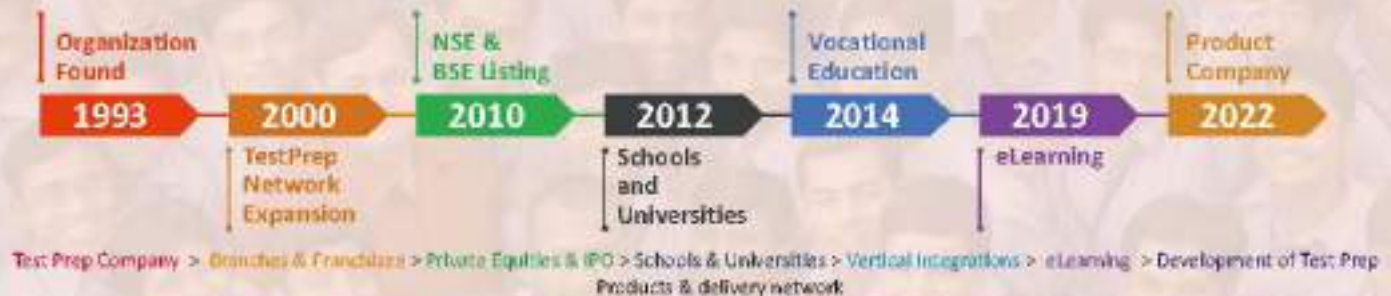 Organization
Found
NSE &
BSE Listing
Vocational
Education
Product
Company
1993
2000
2010
2012
2014
2019
2022
TestPrep
Network
Expansion
Schools
and
Universities
eLearning
Test Prep Company > Branches & Franchisee > Private Equities & IPO > Schools & Universities > Vertical Integrations > eLearning > Development of Test Prep
Products & delivery network